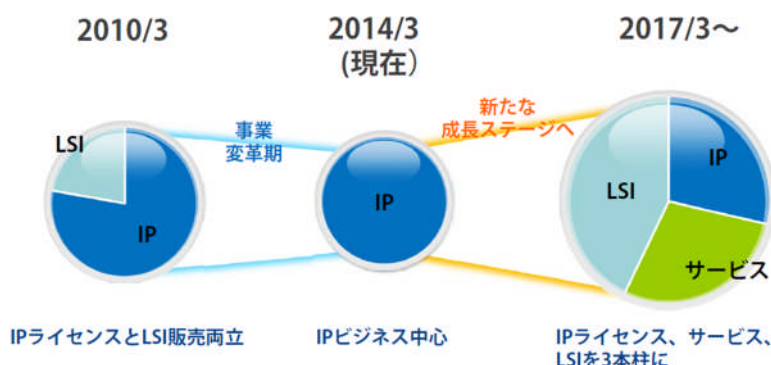 2010/3
2014/3
(現在)
2017/3～
LSI
IP
事業
変革期
IP
新たな
成長ステージへ
LSI
IP
サービス
IPライセンスとLSI販売両立
IPビジネス中心
IPライセンス、サービス、
LSIを3本柱に